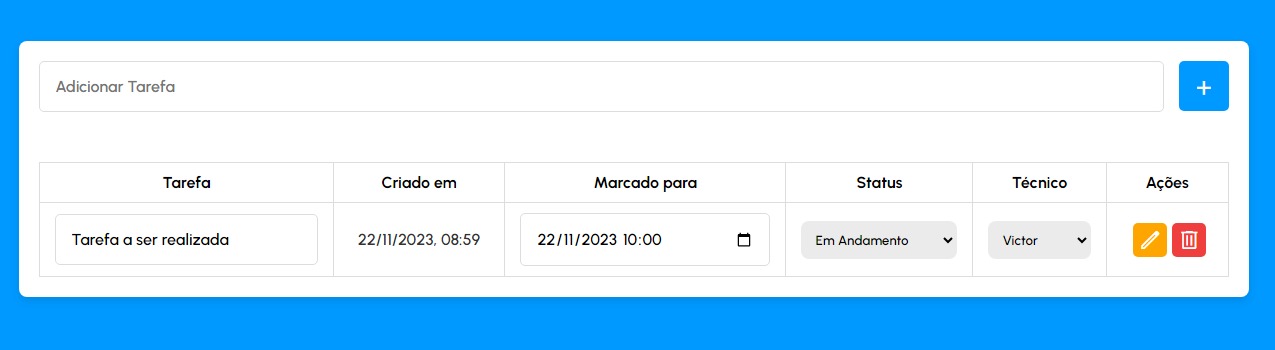 Adicionar Tarefa
+
Tarefa Criado em Marcado para Status Técnico Ações
Tarefa a ser realizada 22/11/2023, 08:59 22/11/2023 10:00 Em Andamento Victor